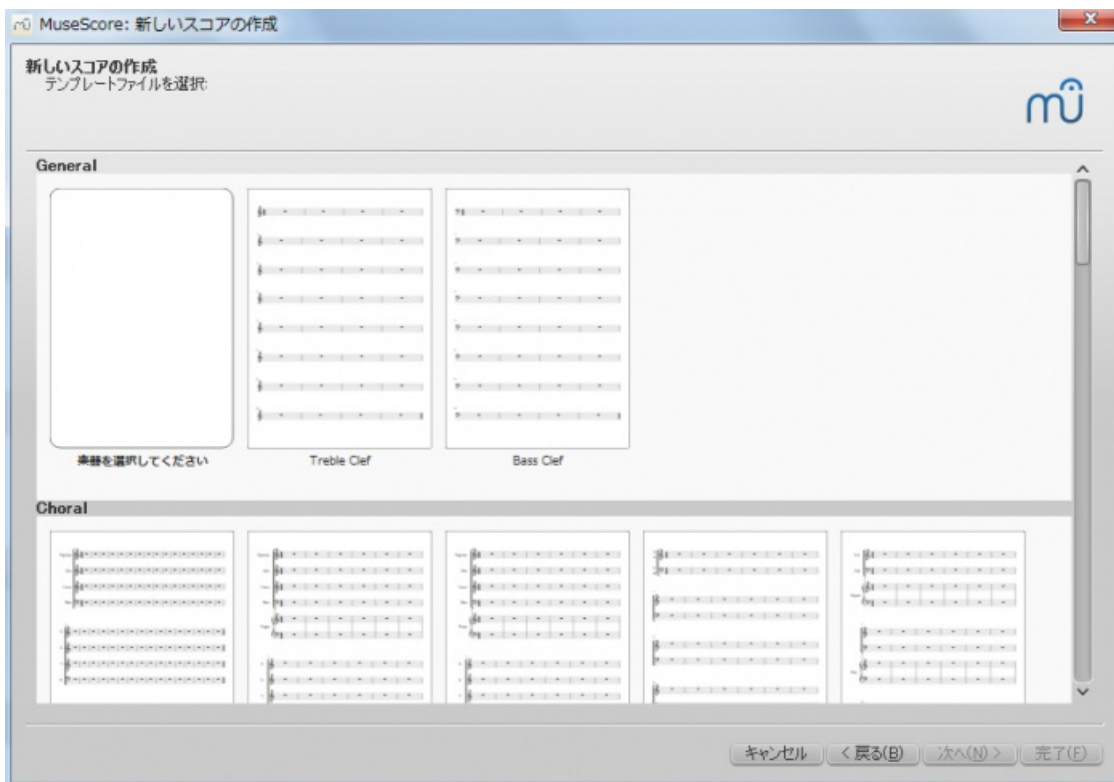 MuseScore: 新しいスコアの作成
新しいスコアの作成
テンプレートファイルを選択:
General
楽器を選択してください
Treble Clef
Bass Clef
Choral
キャンセル
< 戻る(B)
次へ(N) >
完了(F)